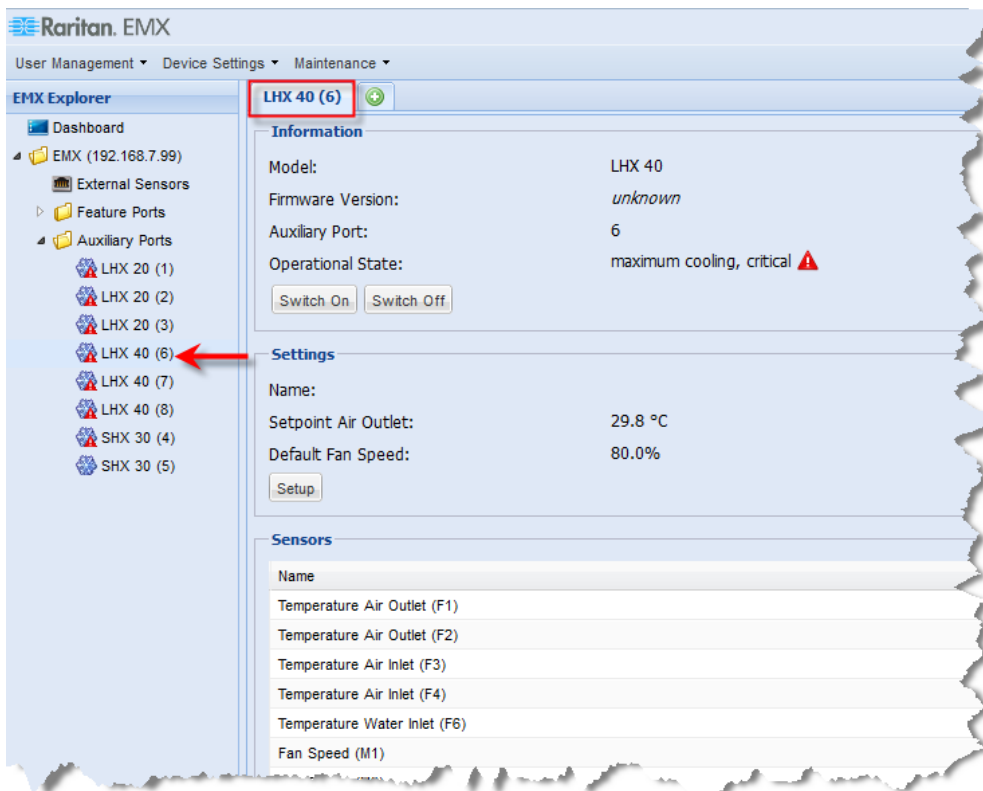 Raritan. EMX
User Management Device Settings Maintenance
EMX Explorer
Dashboard
EMX (192.168.7.99)
External Sensors
Feature Ports
Auxiliary Ports
LHX 20 (1)
LHX 20 (2)
LHX 20 (3)
LHX 40 (6)
LHX 40 (7)
LHX 40 (8)
SHX 30 (4)
SHX 30 (5)
LHX 40 (6)
Information
Model: LHX 40
Firmware Version: unknown
Auxiliary Port: 6
Operational State: maximum cooling, critical
Switch On Switch Off
Settings
Name:
Setpoint Air Outlet: 29.8 °C
Default Fan Speed: 80.0%
Setup
Sensors
Name
Temperature Air Outlet (F1)
Temperature Air Outlet (F2)
Temperature Air Inlet (F3)
Temperature Air Inlet (F4)
Temperature Water Inlet (F6)
Fan Speed (M1)